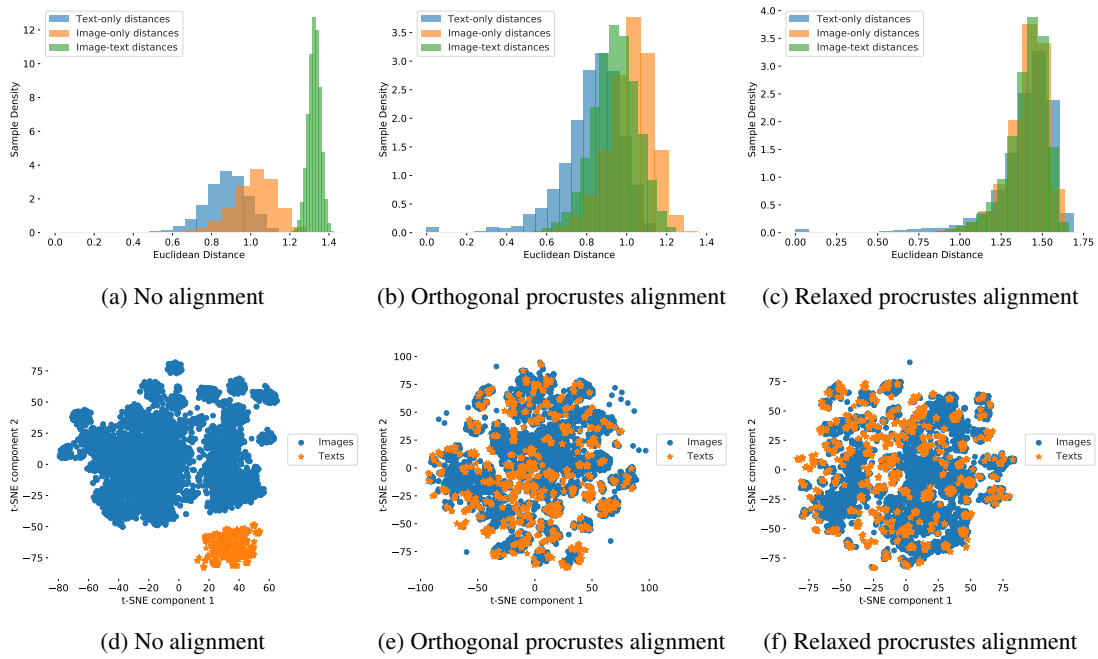 Text-only distances
Image-only distances
Image-text distances
Sample Density
12
10
8
6
4
2
0
0.0 0.2 0.4 0.6 0.8 1.0 1.2 1.4
Euclidean Distance
(a) No alignment
Text-only distances
Image-only distances
Image-text distances
Sample Density
3.5
3.0
2.5
2.0
1.5
1.0
0.5
0.0
0.0 0.2 0.4 0.6 0.8 1.0 1.2 1.4
Euclidean Distance
(b) Orthogonal procrustes alignment
Text-only distances
Image-only distances
Image-text distances
Sample Density
4.0
3.5
3.0
2.5
2.0
1.5
1.0
0.5
0.0
0.00 0.25 0.50 0.75 1.00 1.25 1.50 1.75
Euclidean Distance
(c) Relaxed procrustes alignment
t-SNE component 2
75
50
25
0
−25
−50
−75
Images
Texts
−80 −60 −40 −20 0 20 40 60
t-SNE component 1
(d) No alignment
t-SNE component 2
100
75
50
25
0
−25
−50
−75
Images
Texts
−100 −50 0 50 100
t-SNE component 1
(e) Orthogonal procrustes alignment
t-SNE component 2
75
50
25
0
−25
−50
−75
Images
Texts
−75 −50 −25 0 25 50 75
t-SNE component 1
(f) Relaxed procrustes alignment